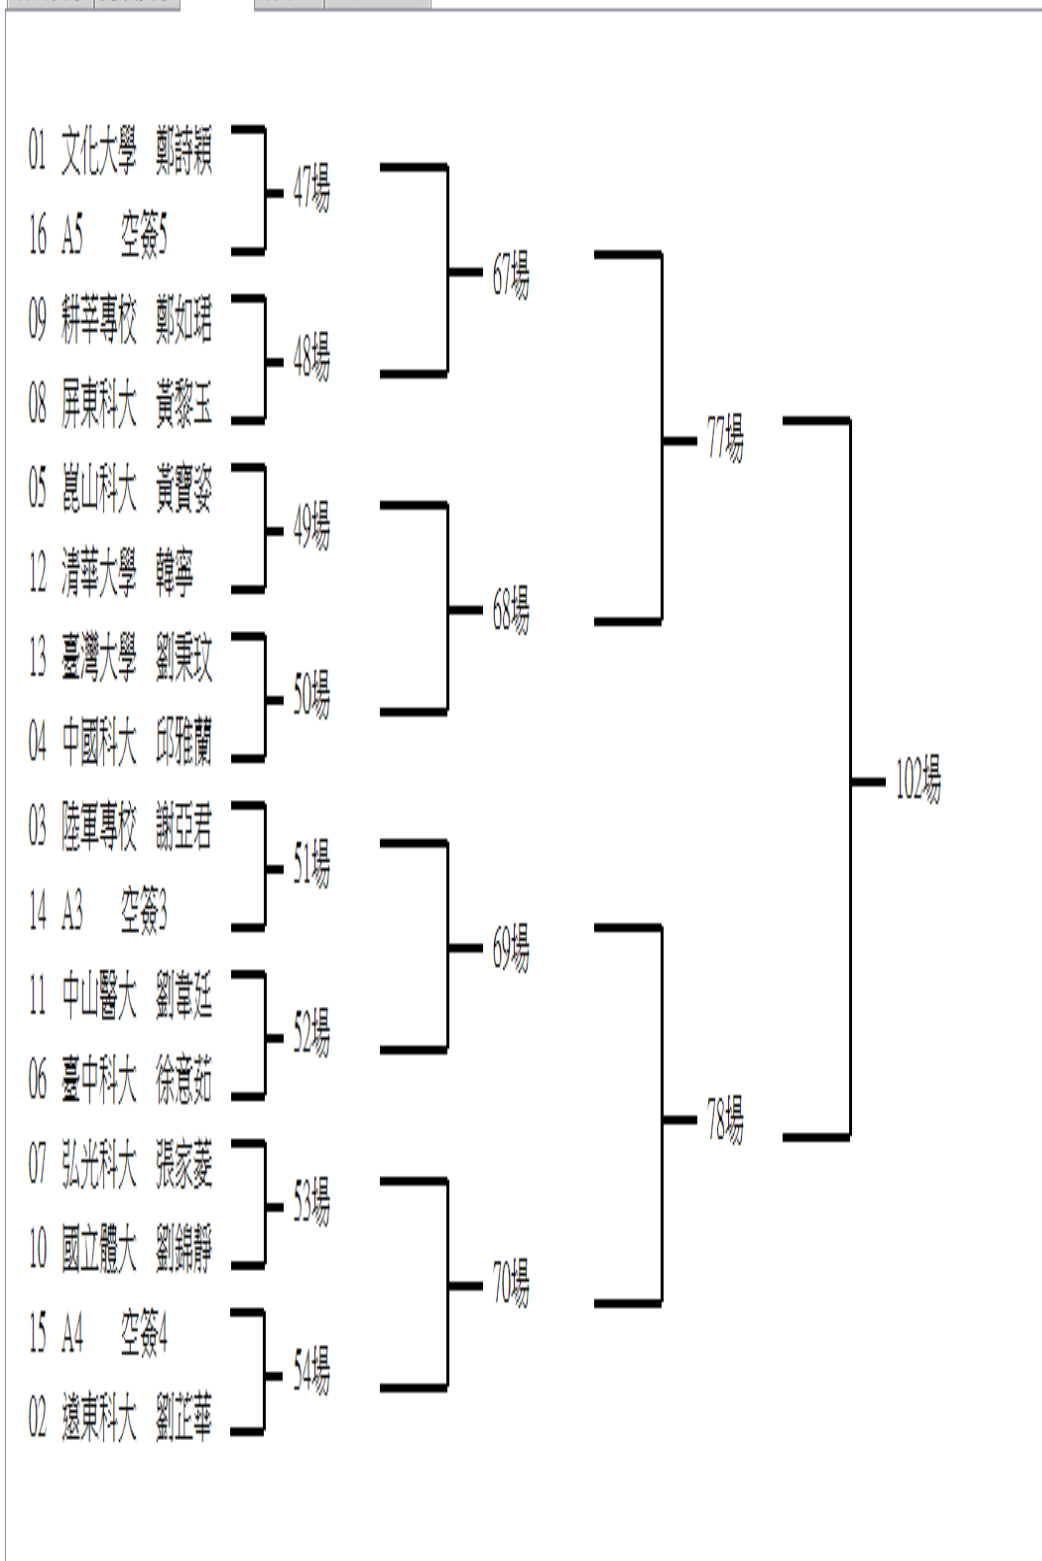 01 文化大學 鄭詩穎
16 A5 空簽5
47場
09 耕莘專校 鄭如珺
08 屏東科大 黃黎玉
48場
67場
05 崑山科大 黃寶姿
12 清華大學 韓寧
49場
13 臺灣大學 劉秉玟
04 中國科大 邱雅蘭
50場
68場
77場
03 陸軍專校 謝亞君
14 A3 空簽3
51場
11 中山醫大 劉韋廷
06 臺中科大 徐意茹
52場
69場
07 弘光科大 張家菱
10 國立體大 劉錦靜
53場
15 A4 空簽4
02 遠東科大 劉芷華
54場
70場
78場
102場